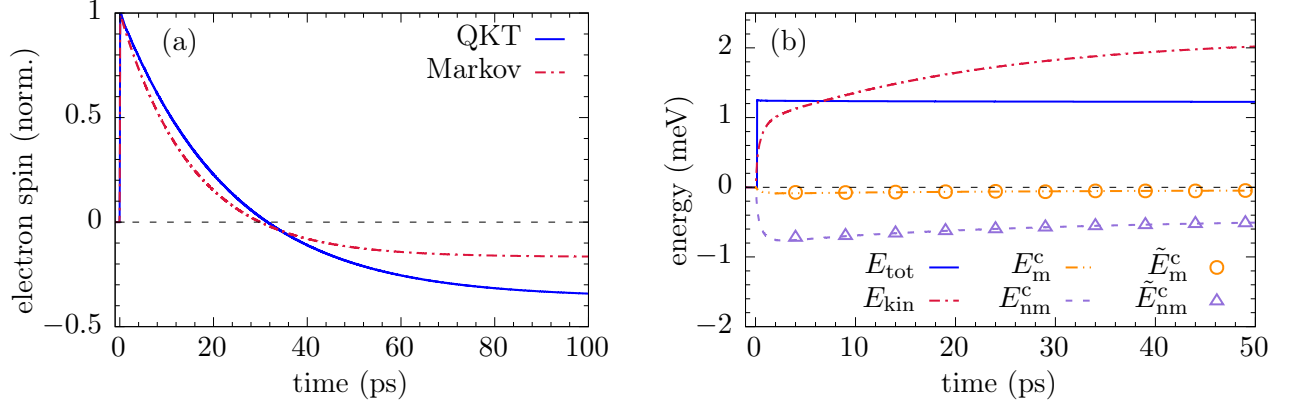 (a)
QKT
Markov
1
0.5
0
−0.5
electron spin (norm.)
0
20
40
60
80
100
time (ps)
(b)
2
1
0
−1
−2
energy (meV)
E_tot
E_m^c
Ẽ_m^c
E_kin
E_nm^c
Ẽ_nm^c
0
10
20
30
40
50
time (ps)